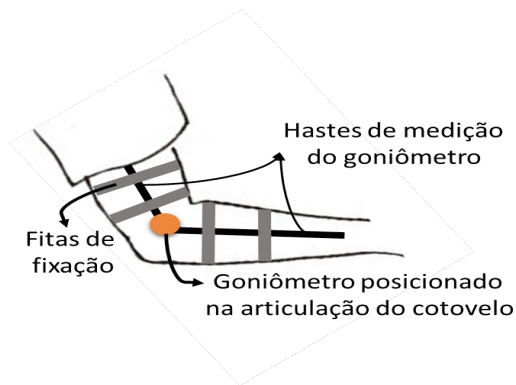 Hastes de medição
do goniômetro
Fitas de
fixação
Goniômetro posicionado
na articulação do cotovelo